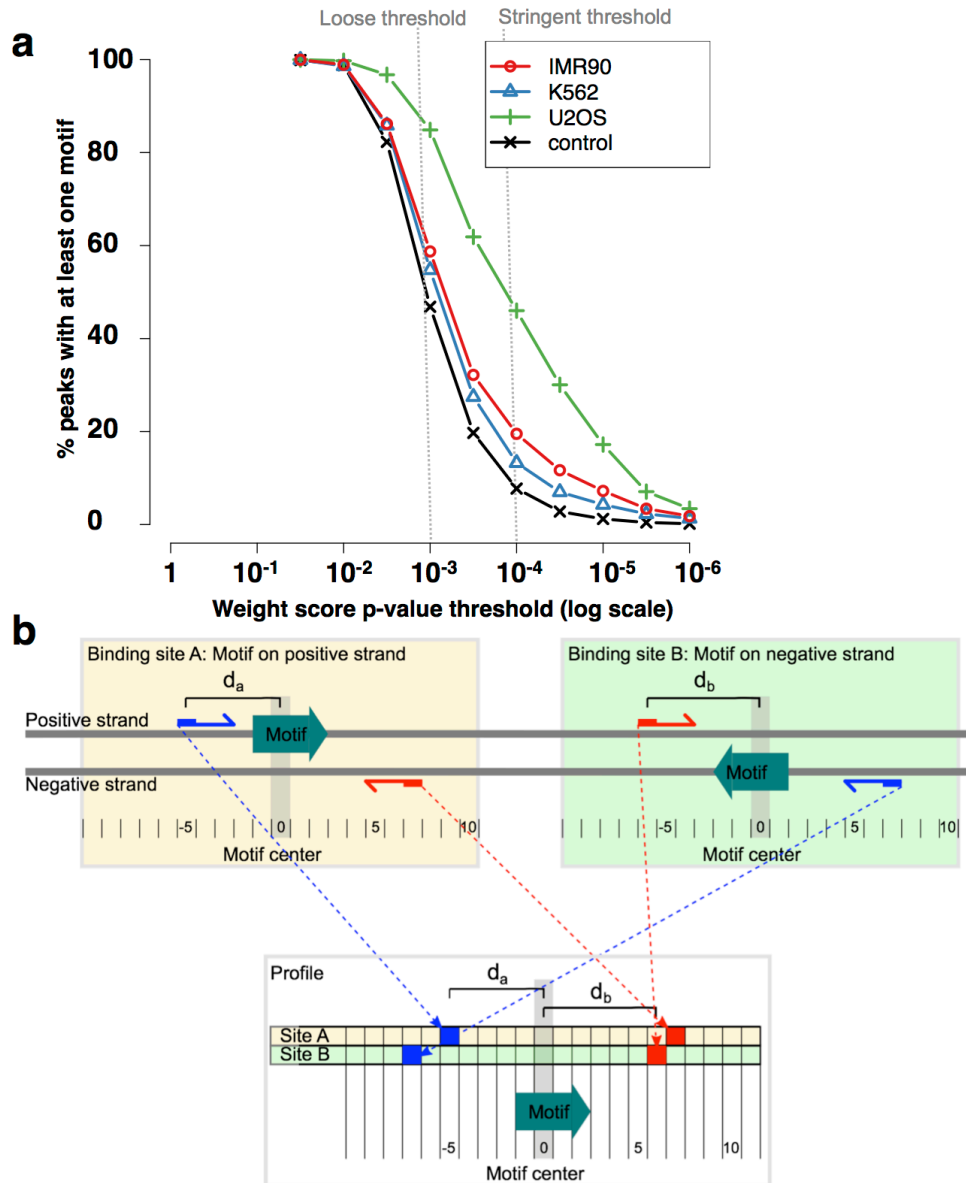 a
Loose threshold
Stringent threshold
IMR90
K562
U2OS
control
% peaks with at least one motif
100
80
60
40
20
0
1 10-1 10-2 10-3 10-4 10-5 10-6
Weight score p-value threshold (log scale)
b
Binding site A: Motif on positive strand
da
Positive strand
Motif
Negative strand
-5 0 5 10
Motif center
Binding site B: Motif on negative strand
db
Motif
-5 0 5 10
Motif center
Profile
da
db
Site A
Site B
Motif
-5 0 5 10
Motif center